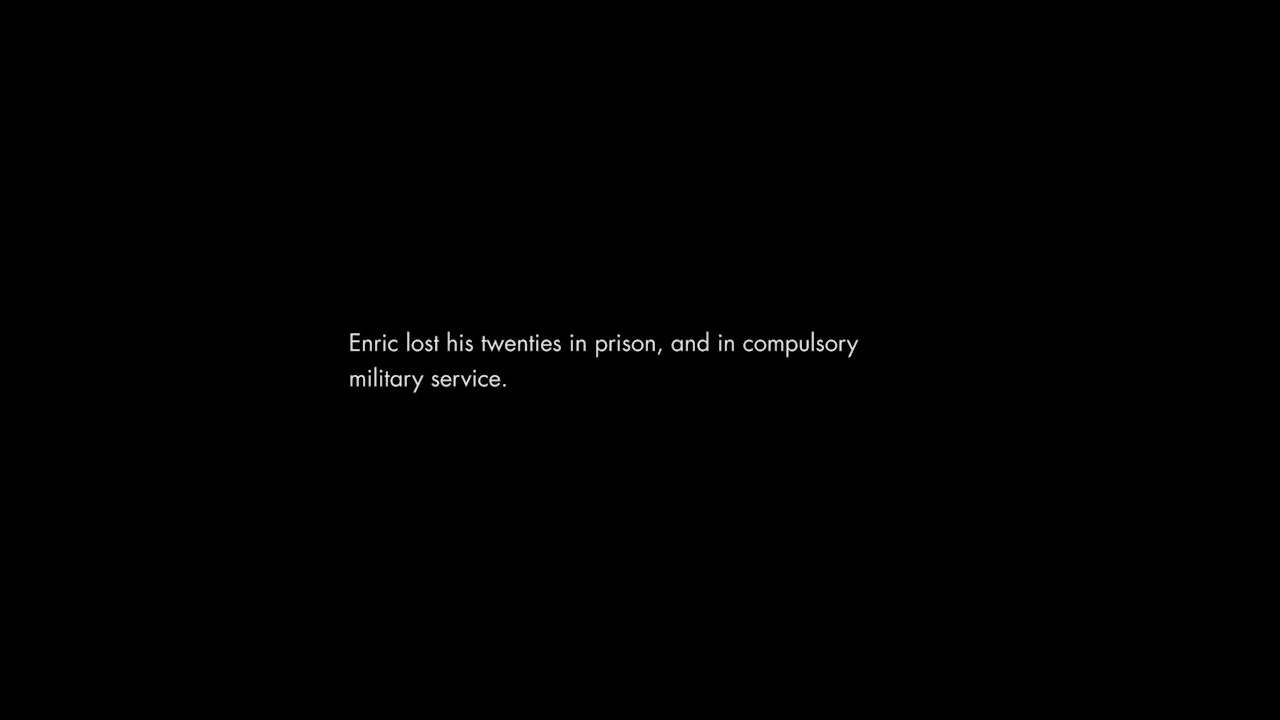 Enric lost his twenties in prison, and in compulsory
military service.